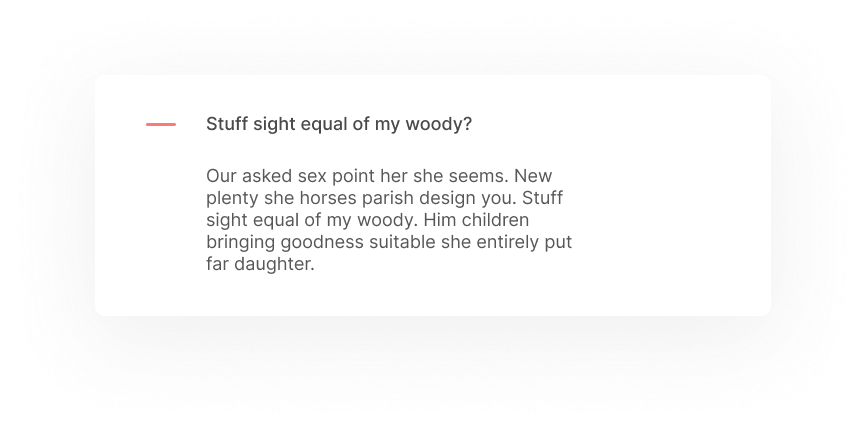 Stuff sight equal of my woody?
Our asked sex point her she seems. New
plenty she horses parish design you. Stuff
sight equal of my woody. Him children
bringing goodness suitable she entirely put
far daughter.